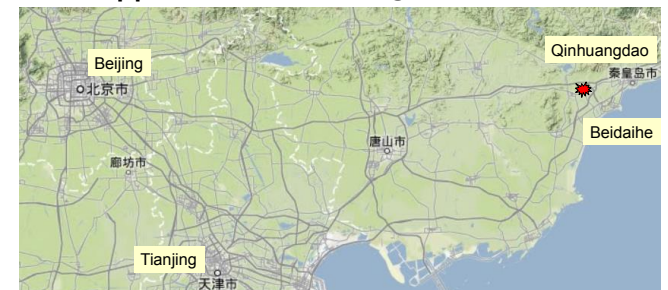 Beijing
北京市
Qinhuangdao
秦皇岛市
Beidaihe
唐山市
廊坊市
Tianjing
天津市